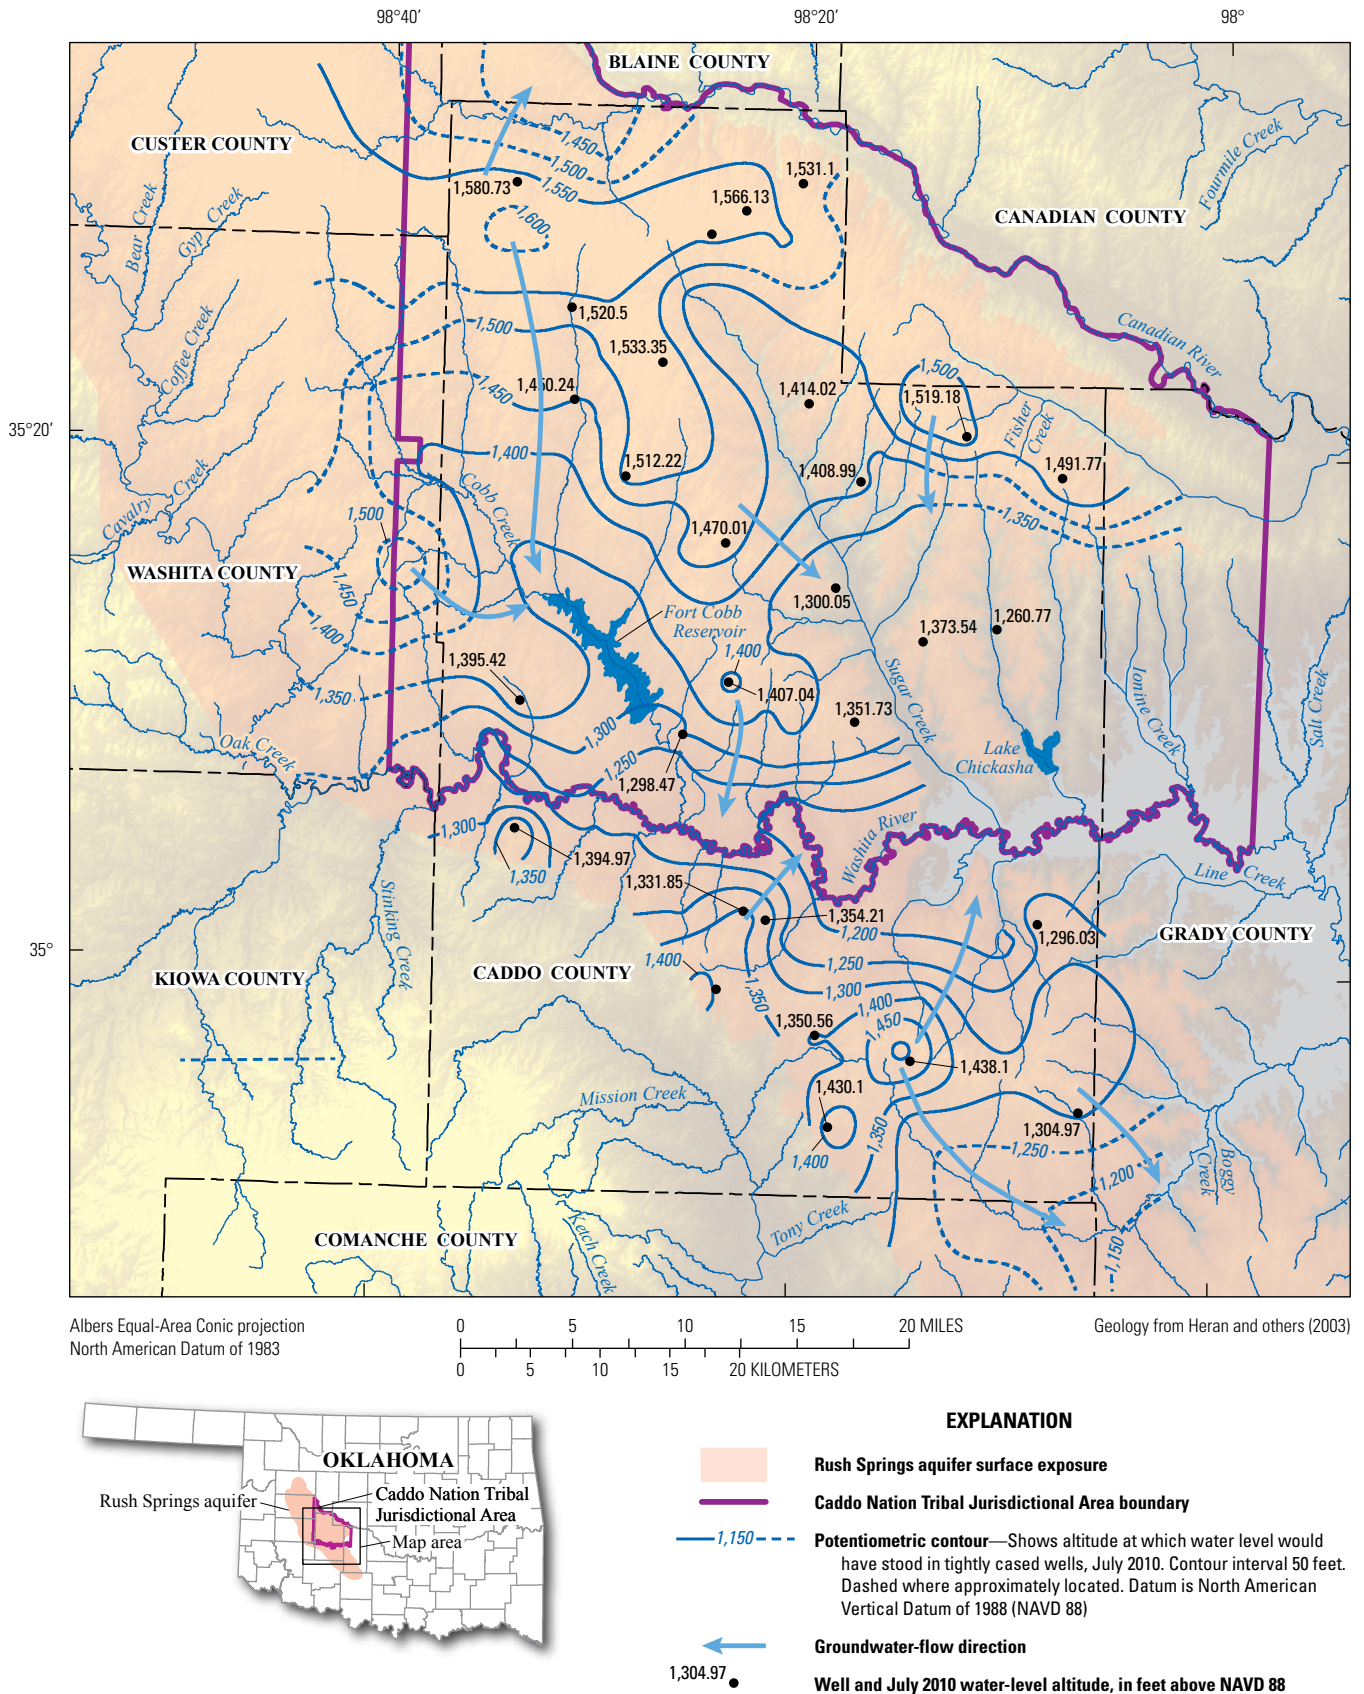 98°40′
98°20′
98°
BLAINE COUNTY
CUSTER COUNTY
1,450
1,500
1,550
1,580.73
1,531.1
1,566.13
Fourmile Creek
CANADIAN COUNTY
Bear Creek
Gyp Creek
1,600
1,520.5
1,500
1,533.35
Canadian River
Coffee Creek
1,450
1,450.24
1,414.02
1,500
1,519.18
Fisher
Creek
35°20′
1,400
1,512.22
1,408.99
1,491.77
Cavalry Creek
Cobb Creek
1,500
1,470.01
1,350
WASHITA COUNTY
1,450
1,400
Fort Cobb
Reservoir
1,300.05
1,373.54
1,260.77
1,400
1,395.42
1,407.04
1,350
1,351.73
Sugar Creek
Ionine Creek
Salt Creek
Oak Creek
1,300
1,250
1,298.47
Lake
Chickasha
1,300
1,394.97
1,350
Washita River
Line Creek
1,331.85
1,354.21
Stinking Creek
1,200
1,296.03
GRADY COUNTY
35°
KIOWA COUNTY
CADDO COUNTY
1,400
1,250
1,300
1,350
1,400
1,450
1,350.56
1,438.1
Mission Creek
1,430.1
1,304.97
1,350
1,400
1,250
1,200
Boggy
Creek
Tony Creek
Ketch Creek
COMANCHE COUNTY
1,150
Albers Equal-Area Conic projection
North American Datum of 1983
0 5 10 15 20 MILES
0 5 10 15 20 KILOMETERS
Geology from Heran and others (2003)
OKLAHOMA
Rush Springs aquifer
Caddo Nation Tribal
Jurisdictional Area
Map area
EXPLANATION
Rush Springs aquifer surface exposure
Caddo Nation Tribal Jurisdictional Area boundary
1,150
Potentiometric contour—Shows altitude at which water level would
have stood in tightly cased wells, July 2010. Contour interval 50 feet.
Dashed where approximately located. Datum is North American
Vertical Datum of 1988 (NAVD 88)
Groundwater-flow direction
1,304.97
Well and July 2010 water-level altitude, in feet above NAVD 88